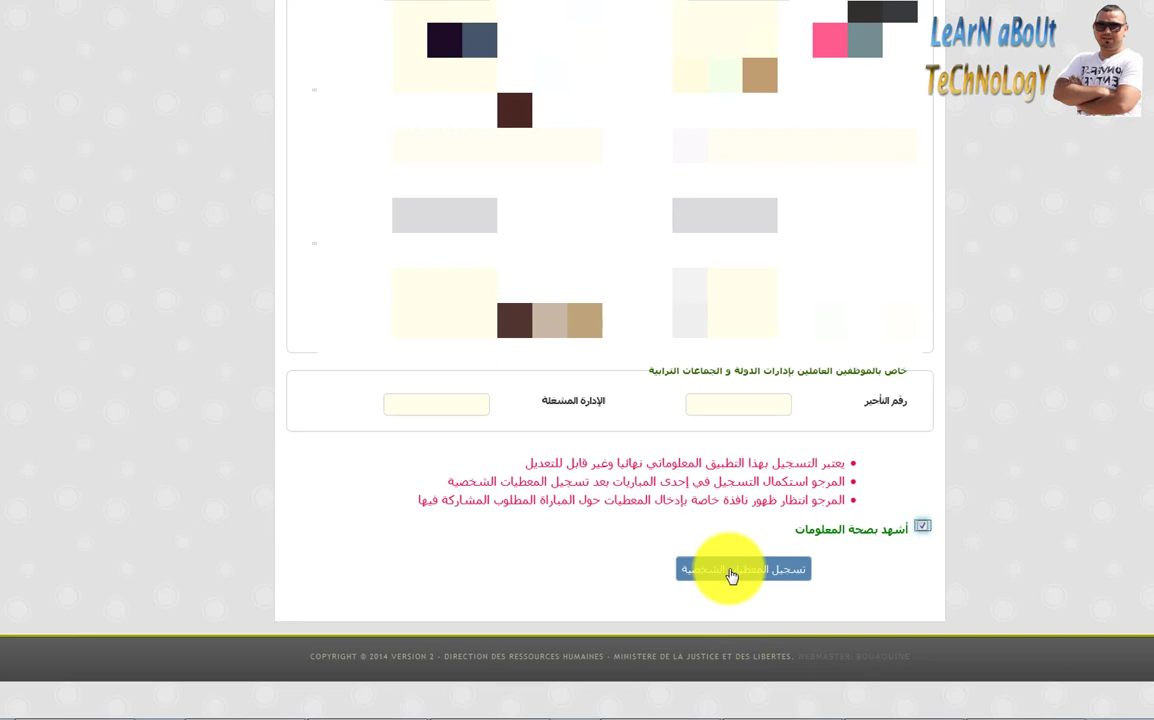 LeArN aBoUt
TeChNoLogY
خاص بالموظفين العاملين بإدارات الدولة و الجماعات الترابية
رقم التأجير
الإدارة المشغلة
يعتبر التسجيل بهذا التطبيق المعلوماتي نهائيا وغير قابل للتعديل
المرجو استكمال التسجيل في إحدى المباريات بعد تسجيل المعطيات الشخصية
المرجو انتظار ظهور نافذة خاصة بإدخال المعطيات حول المباراة المطلوب المشاركة فيها
أشهد بصحة المعلومات
تسجيل المعطيات الشخصية
COPYRIGHT © 2014 VERSION 2 - DIRECTION DES RESSOURCES HUMAINES - MINISTERE DE LA JUSTICE ET DES LIBERTES.